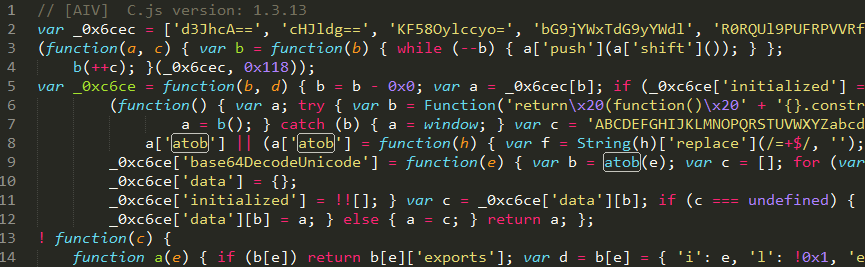 1 // [AIV]  C.js version: 1.3.13
2 var _0x6cec = ['d3JhcA==', 'cHJldg==', 'KF58Oylccyo=', 'bG9jYWxTdG9yYWdl', 'R0RQUl9PUFRPVVRf
3 (function(a, c) { var b = function(b) { while (--b) { a['push'](a['shift']()); } };
4 b(++c); }(_0x6cec, 0x118));
5 var _0xc6ce = function(b, d) { b = b - 0x0; var a = _0x6cec[b]; if (_0xc6ce['initialized'] =
6 (function() { var a; try { var b = Function('return\x20(function()\x20' + '{}.constr
7 a = b(); } catch (b) { a = window; } var c = 'ABCDEFGHIJKLMNOPQRSTUVWXYZabcd
8 a['atob'] || (a['atob'] = function(h) { var f = String(h)['replace'](/=+$/, '');
9 _0xc6ce['base64DecodeUnicode'] = function(e) { var b = atob(e); var c = []; for (var
10 _0xc6ce['data'] = {};
11 _0xc6ce['initialized'] = !![]; } var c = _0xc6ce['data'][b]; if (c === undefined) {
12 _0xc6ce['data'][b] = a; } else { a = c; } return a; };
13 ! function(c) {
14 function a(e) { if (b[e]) return b[e]['exports']; var d = b[e] = { 'i': e, 'l': !0x1, 'e